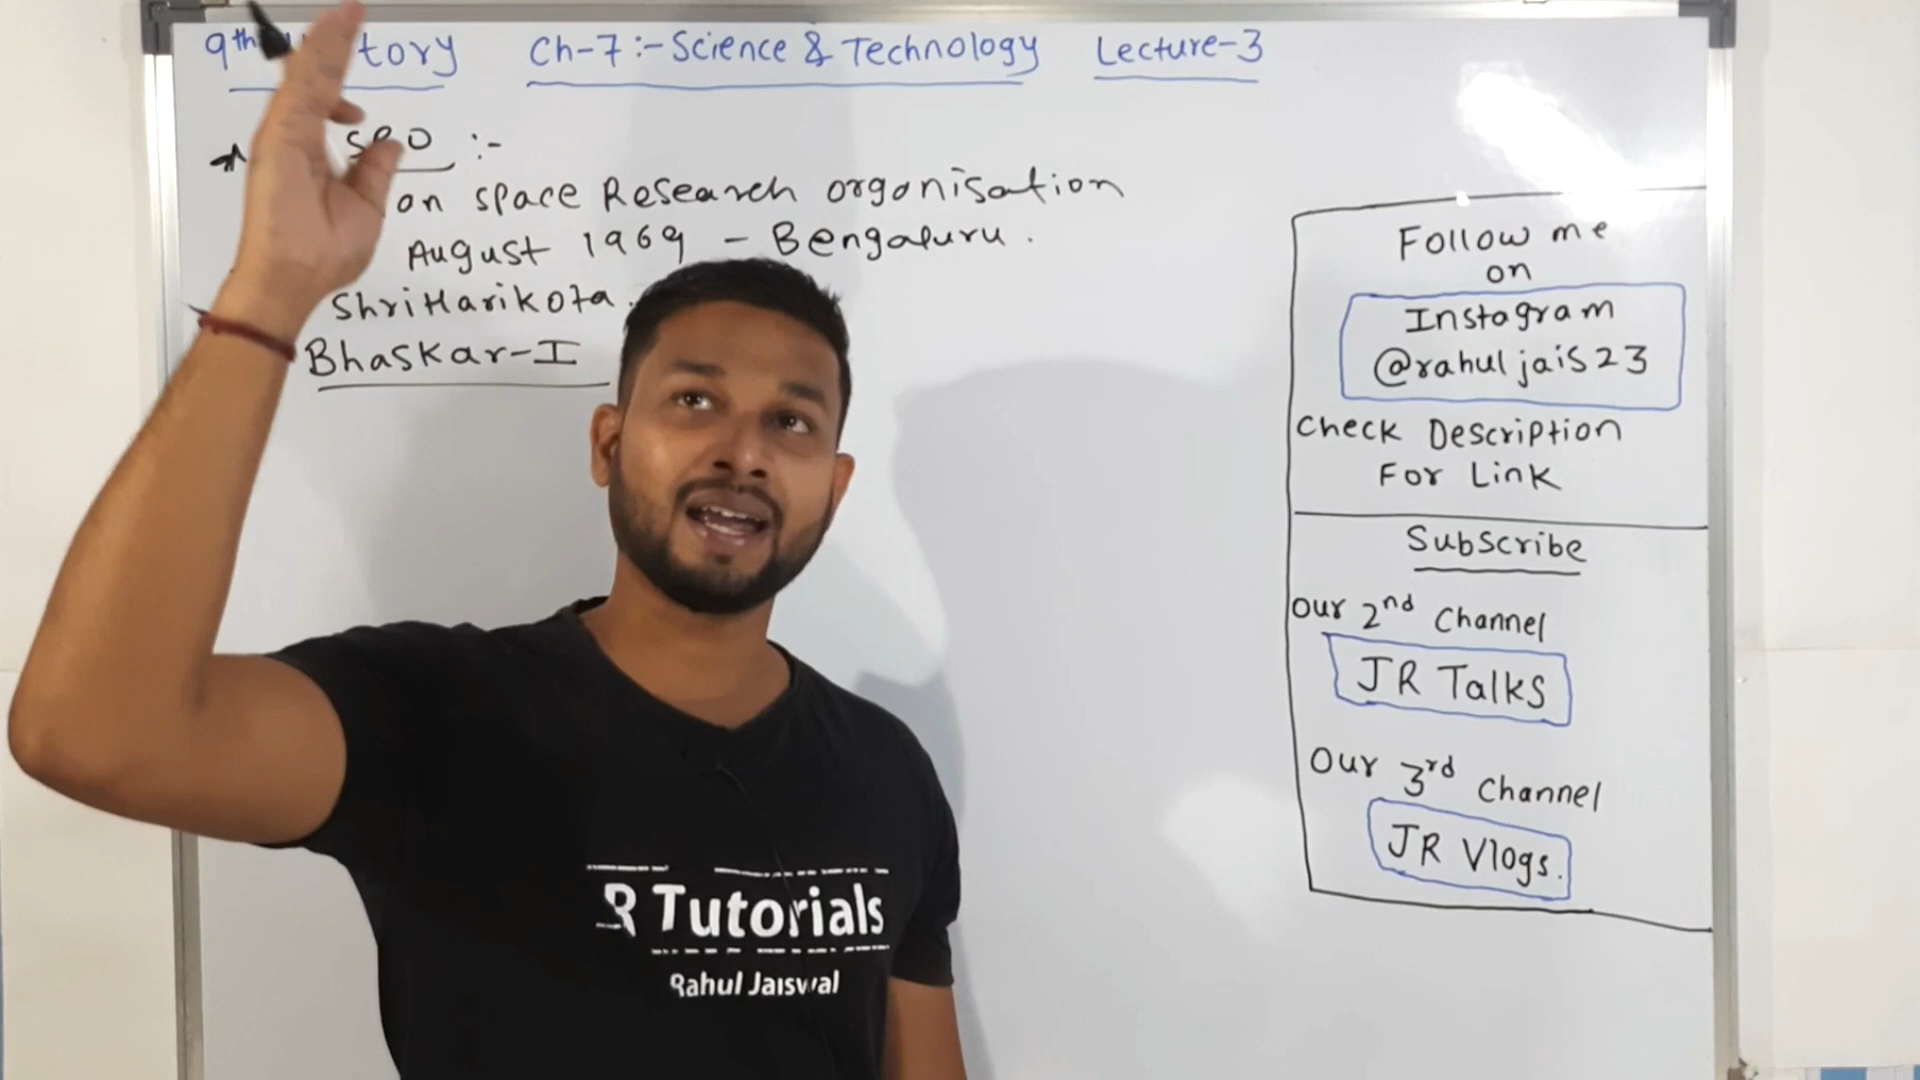 9th tory Ch-7:- Science & Technology Lecture-3
SRO :-
an space Research organisation
August 1969 - Bengaluru.
ShriHarikota.
Bhaskar-I
Follow me
on
Instagram
@rahuljais23
Check Description
For Link
Subscribe
Our 2nd Channel
JR Talks
Our 3rd Channel
JR Vlogs.
R Tutorials
Rahul Jaiswal